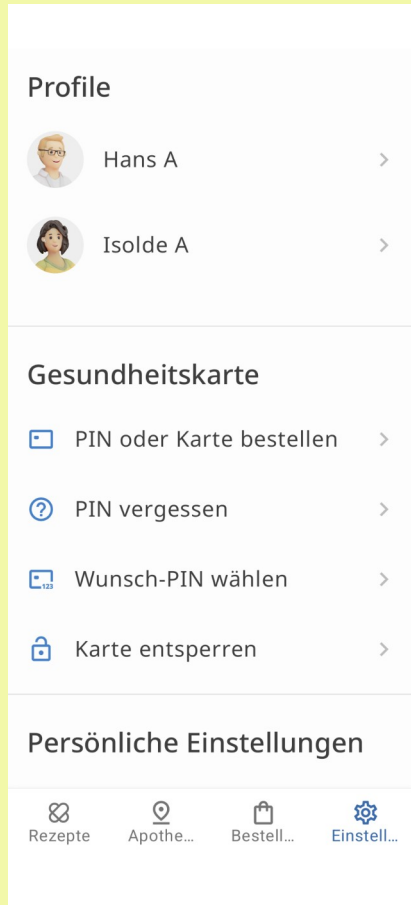 Profile
Hans A
Isolde A
Gesundheitskarte
PIN oder Karte bestellen
PIN vergessen
123
Wunsch-PIN wählen
Karte entsperren
Persönliche Einstellungen
Rezepte
Apothe...
Bestell...
Einstell...